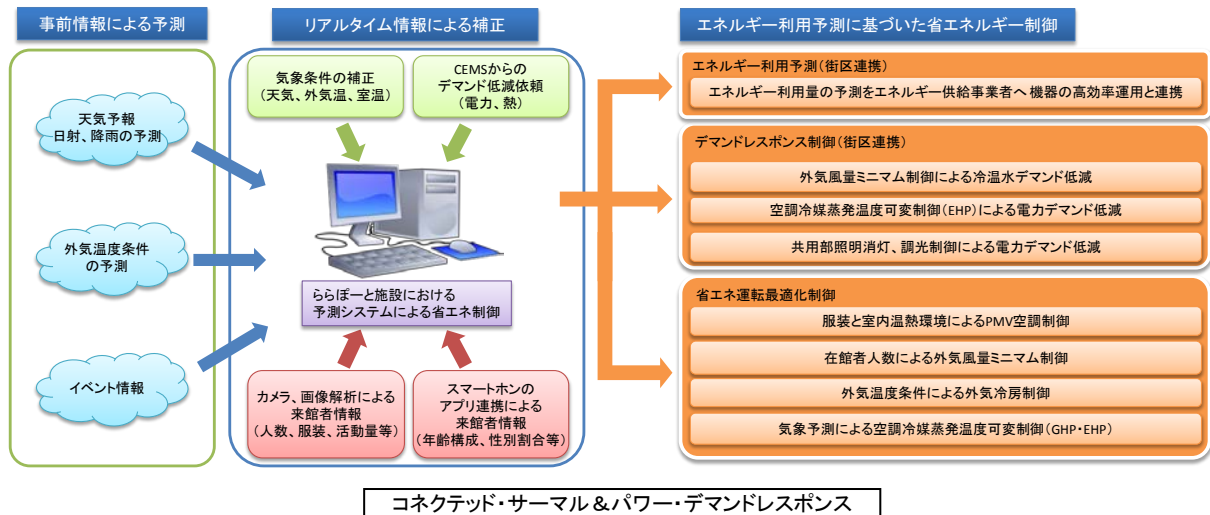 事前情報による予測
リアルタイム情報による補正
エネルギー利用予測に基づいた省エネルギー制御
天気予報
日射、降雨の予測
外気温度条件
の予測
イベント情報
気象条件の補正
(天気、外気温、室温)
CEMSからの
デマンド低減依頼
(電力、熱)
ららぽーと施設における
予測システムによる省エネ制御
カメラ、画像解析による
来館者情報
(人数、服装、活動量等)
スマートホンの
アプリ連携による
来館者情報
(年齢構成、性別割合等)
エネルギー利用予測(街区連携)
エネルギー利用量の予測をエネルギー供給事業者へ機器の高効率運用と連携
デマンドレスポンス制御(街区連携)
外気風量ミニマム制御による冷温水デマンド低減
空調冷媒蒸発温度可変制御(EHP)による電力デマンド低減
共用部照明消灯、調光制御による電力デマンド低減
省エネ運転最適化制御
服装と室内温熱環境によるPMV空調制御
在館者人数による外気風量ミニマム制御
外気温度条件による外気冷房制御
気象予測による空調冷媒蒸発温度可変制御(GHP・EHP)
コネクテッド・サーマル&パワー・デマンドレスポンス